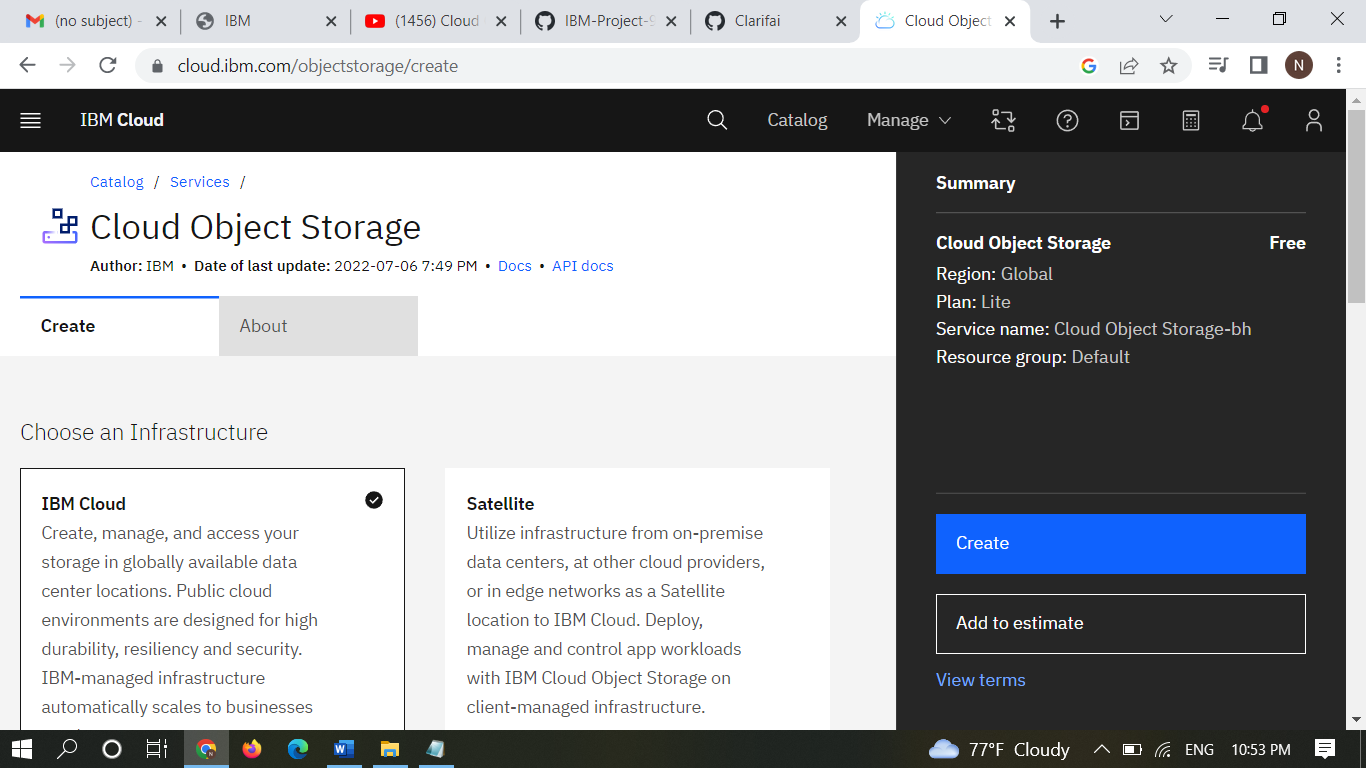 (no subject) -
IBM
(1456) Cloud
IBM-Project-9
Clarifai
Cloud Object
cloud.ibm.com/objectstorage/create
G
N
IBM Cloud
Catalog
Manage
Catalog / Services /
Cloud Object Storage
Author: IBM • Date of last update: 2022-07-06 7:49 PM • Docs • API docs
Create
About
Choose an Infrastructure
IBM Cloud
Create, manage, and access your
storage in globally available data
center locations. Public cloud
environments are designed for high
durability, resiliency and security.
IBM-managed infrastructure
automatically scales to businesses
Satellite
Utilize infrastructure from on-premise
data centers, at other cloud providers,
or in edge networks as a Satellite
location to IBM Cloud. Deploy,
manage and control app workloads
with IBM Cloud Object Storage on
client-managed infrastructure.
Summary
Cloud Object Storage Free
Region: Global
Plan: Lite
Service name: Cloud Object Storage-bh
Resource group: Default
Create
Add to estimate
View terms
77°F Cloudy
ENG
10:53 PM